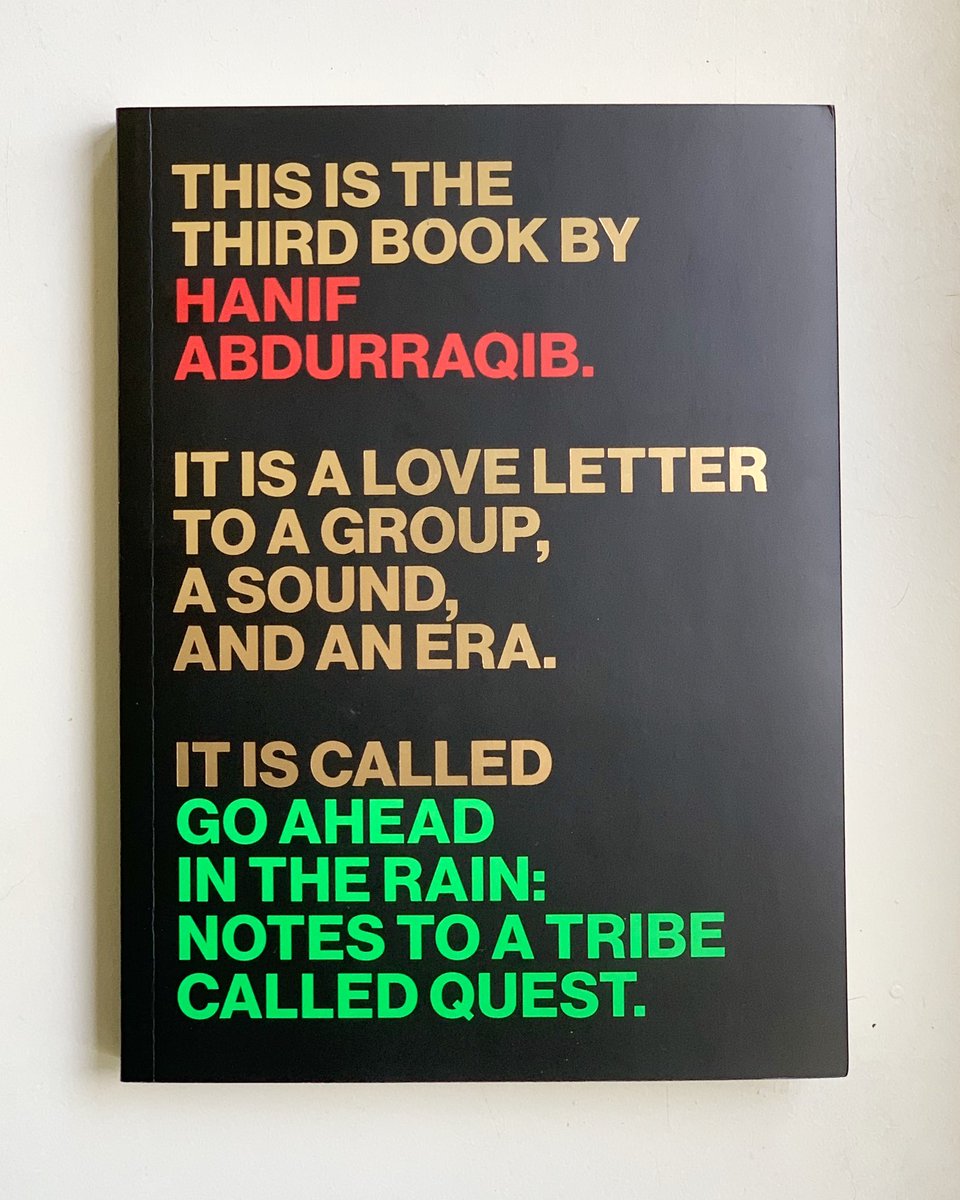 THIS IS THE
THIRD BOOK BY
HANIF
ABDURRAQIB.
IT IS A LOVE LETTER
TO A GROUP,
A SOUND,
AND AN ERA.
IT IS CALLED
GO AHEAD
IN THE RAIN:
NOTES TO A TRIBE
CALLED QUEST.